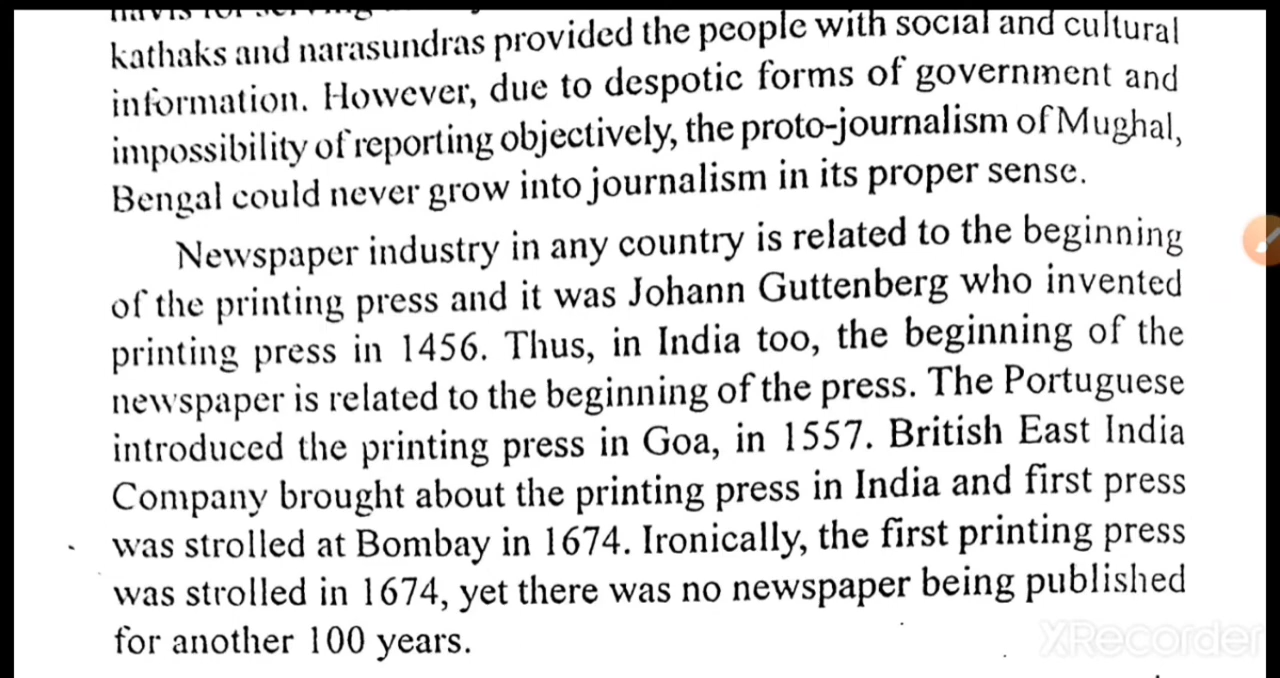 kathaks and narasundras provided the people with social and cultural
information. However, due to despotic forms of government and
impossibility of reporting objectively, the proto-journalism of Mughal,
Bengal could never grow into journalism in its proper sense.
Newspaper industry in any country is related to the beginning
of the printing press and it was Johann Guttenberg who invented
printing press in 1456. Thus, in India too, the beginning of the
newspaper is related to the beginning of the press. The Portuguese
introduced the printing press in Goa, in 1557. British East India
Company brought about the printing press in India and first press
was strolled at Bombay in 1674. Ironically, the first printing press
was strolled in 1674, yet there was no newspaper being published
for another 100 years.
XRecorder